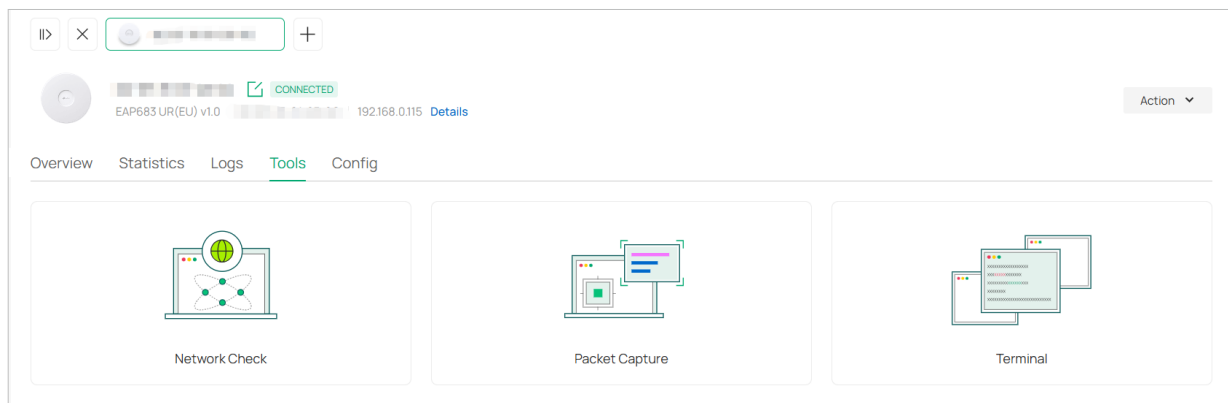 CONNECTED
EAP683 UR(EU) v1.0 192.168.0.115 Details
Action
Overview Statistics Logs Tools Config
Network Check Packet Capture Terminal